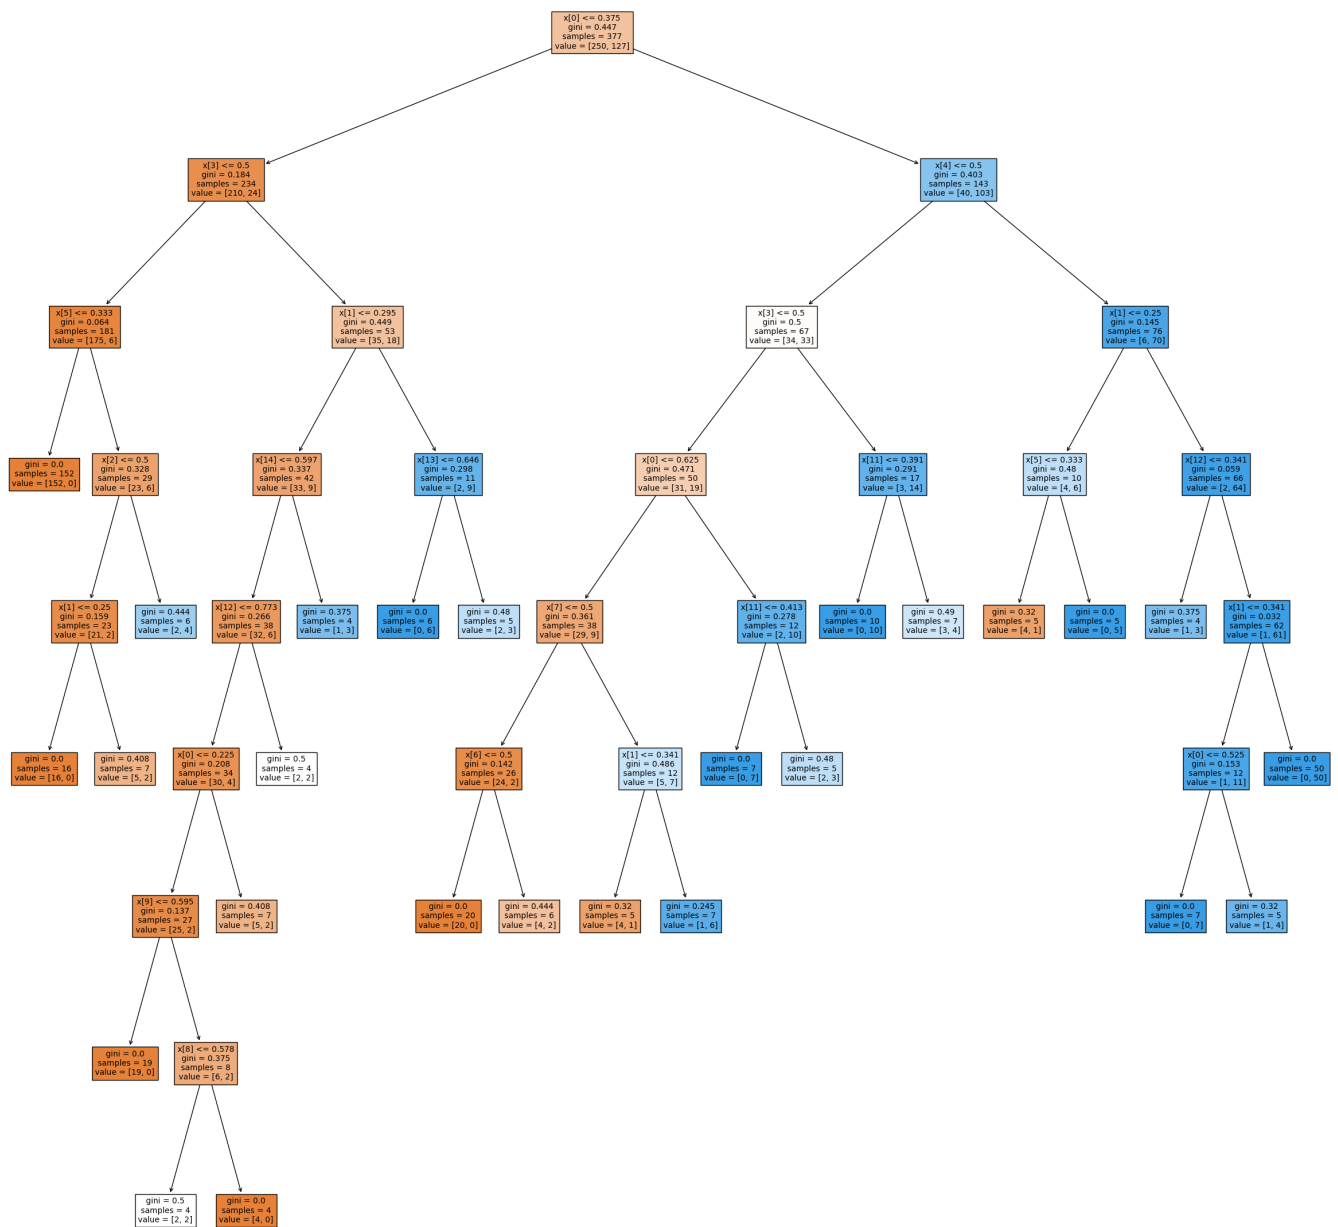 x[0] <= 0.375
gini = 0.447
samples = 377
value = [250, 127]
x[3] <= 0.5
gini = 0.184
samples = 234
value = [210, 24]
x[4] <= 0.5
gini = 0.403
samples = 143
value = [40, 103]
x[5] <= 0.333
gini = 0.064
samples = 181
value = [175, 6]
x[1] <= 0.295
gini = 0.449
samples = 53
value = [35, 18]
x[3] <= 0.5
gini = 0.5
samples = 67
value = [34, 33]
x[1] <= 0.25
gini = 0.145
samples = 76
value = [6, 70]
gini = 0.0
samples = 152
value = [152, 0]
x[2] <= 0.5
gini = 0.328
samples = 29
value = [23, 6]
x[14] <= 0.597
gini = 0.337
samples = 42
value = [33, 9]
x[13] <= 0.646
gini = 0.298
samples = 11
value = [2, 9]
x[0] <= 0.625
gini = 0.471
samples = 50
value = [31, 19]
x[11] <= 0.391
gini = 0.291
samples = 17
value = [3, 14]
x[5] <= 0.333
gini = 0.48
samples = 10
value = [4, 6]
x[12] <= 0.341
gini = 0.059
samples = 66
value = [2, 64]
x[1] <= 0.25
gini = 0.159
samples = 23
value = [21, 2]
gini = 0.444
samples = 6
value = [2, 4]
x[12] <= 0.773
gini = 0.266
samples = 38
value = [32, 6]
gini = 0.375
samples = 4
value = [1, 3]
gini = 0.0
samples = 6
value = [0, 6]
gini = 0.48
samples = 5
value = [2, 3]
x[7] <= 0.5
gini = 0.361
samples = 38
value = [29, 9]
x[11] <= 0.413
gini = 0.278
samples = 12
value = [2, 10]
gini = 0.0
samples = 10
value = [0, 10]
gini = 0.49
samples = 7
value = [3, 4]
gini = 0.32
samples = 5
value = [4, 1]
gini = 0.0
samples = 5
value = [0, 5]
gini = 0.375
samples = 4
value = [1, 3]
x[1] <= 0.341
gini = 0.032
samples = 62
value = [1, 61]
gini = 0.0
samples = 16
value = [16, 0]
gini = 0.408
samples = 7
value = [5, 2]
x[0] <= 0.225
gini = 0.208
samples = 34
value = [30, 4]
gini = 0.5
samples = 4
value = [2, 2]
x[6] <= 0.5
gini = 0.142
samples = 26
value = [24, 2]
x[1] <= 0.341
gini = 0.486
samples = 12
value = [5, 7]
gini = 0.0
samples = 7
value = [0, 7]
gini = 0.48
samples = 5
value = [2, 3]
x[0] <= 0.525
gini = 0.153
samples = 12
value = [1, 11]
gini = 0.0
samples = 50
value = [0, 50]
x[9] <= 0.595
gini = 0.137
samples = 27
value = [25, 2]
gini = 0.408
samples = 7
value = [5, 2]
gini = 0.0
samples = 20
value = [20, 0]
gini = 0.444
samples = 6
value = [4, 2]
gini = 0.32
samples = 5
value = [4, 1]
gini = 0.245
samples = 7
value = [1, 6]
gini = 0.0
samples = 7
value = [0, 7]
gini = 0.32
samples = 5
value = [1, 4]
gini = 0.0
samples = 19
value = [19, 0]
x[8] <= 0.578
gini = 0.375
samples = 8
value = [6, 2]
gini = 0.5
samples = 4
value = [2, 2]
gini = 0.0
samples = 4
value = [4, 0]